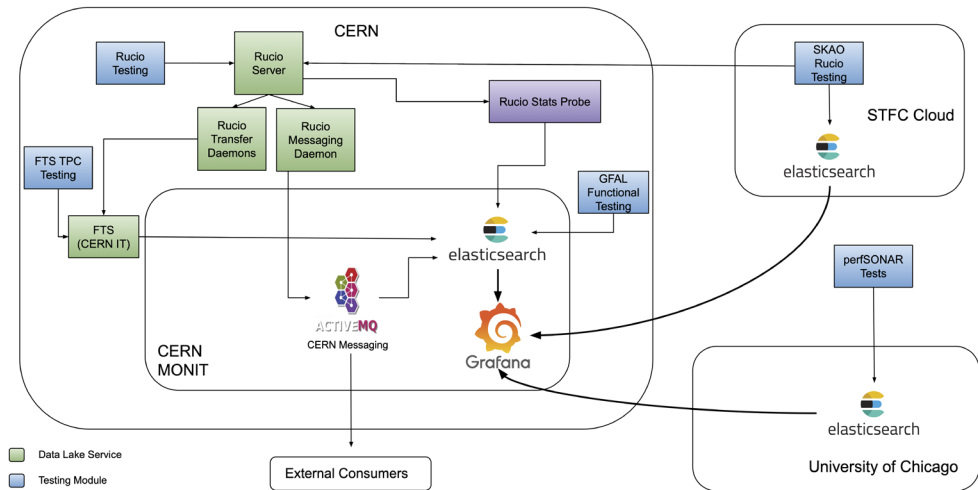 CERN
Rucio
Testing
Rucio
Server
SKAO
Rucio
Testing
Rucio Stats Probe
STFC Cloud
Rucio
Transfer
Daemons
Rucio
Messaging
Daemon
elasticsearch
FTS TPC
Testing
GFAL
Functional
Testing
FTS
(CERN IT)
elasticsearch
perfSONAR
Tests
ACTIVEMQ
CERN Messaging
Grafana
CERN
MONIT
elasticsearch
University of Chicago
External Consumers
Data Lake Service
Testing Module